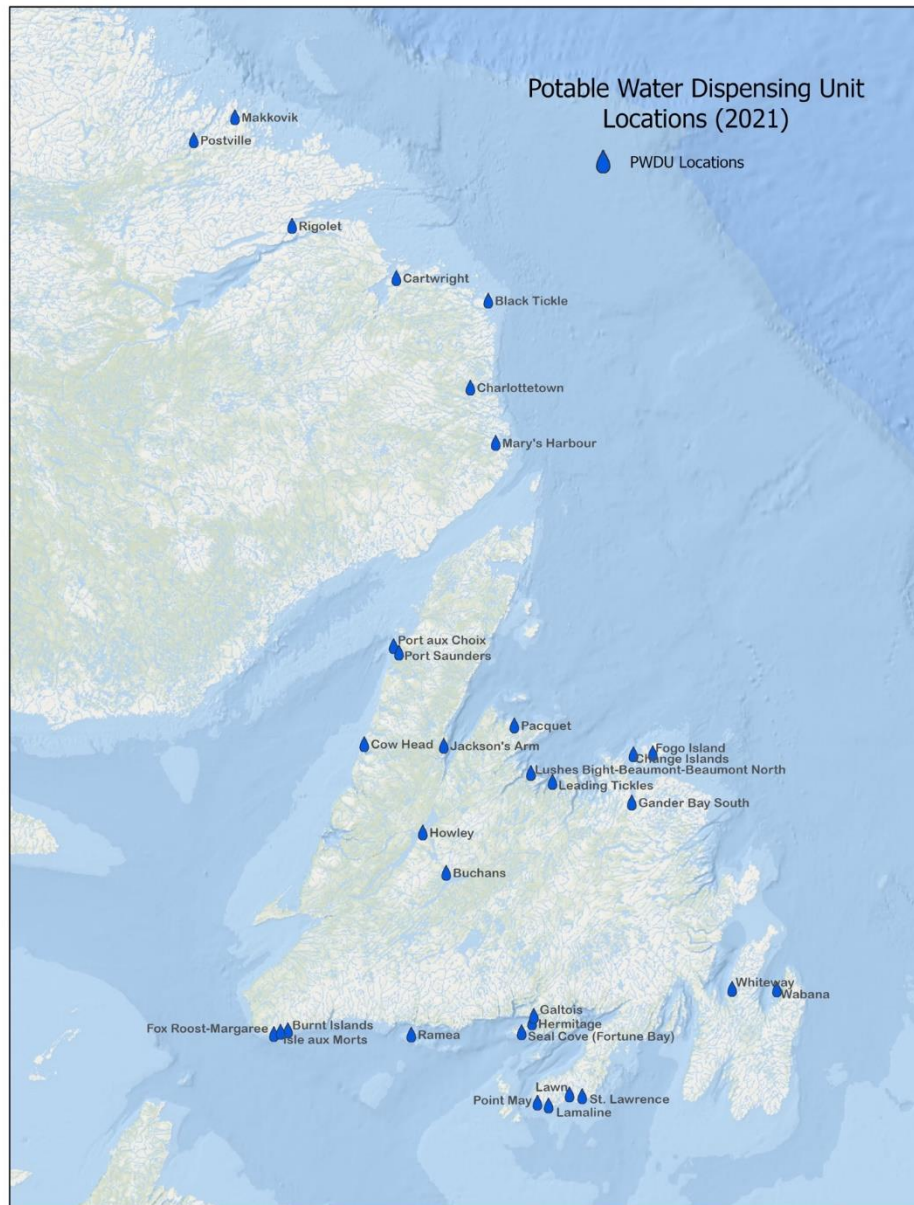 Potable Water Dispensing Unit
Locations (2021)
PWDU Locations
Makkovik
Postville
Rigolet
Cartwright
Black Tickle
Charlottetown
Mary's Harbour
Port aux Choix
Port Saunders
Pacquet
Cow Head
Jackson's Arm
Fogo Island
Change Islands
Lushes Bight-Beaumont-Beaumont North
Leading Tickles
Gander Bay South
Howley
Buchans
Whiteway
Wabana
Galtois
Hermitage
Seal Cove (Fortune Bay)
Fox Roost-Margaree
Burnt Islands
Isle aux Morts
Ramea
Lawn
St. Lawrence
Point May
Lamaline